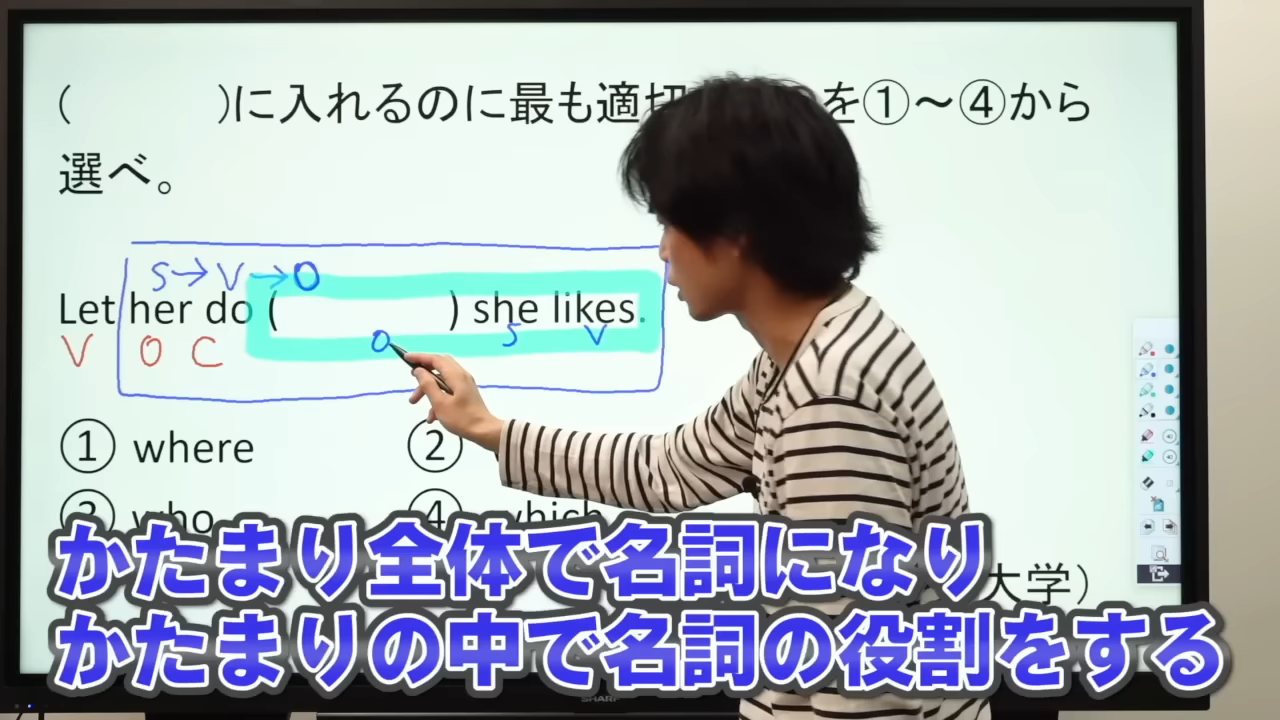 (　　　)に入れるのに最も適切 を①～④から
選べ。
S→V→O
Let her do (　　　) she likes.
V O C O S V
① where ②
③ who ④ which
大学）
かたまり全体で名詞になり
かたまりの中で名詞の役割をする
SHARP